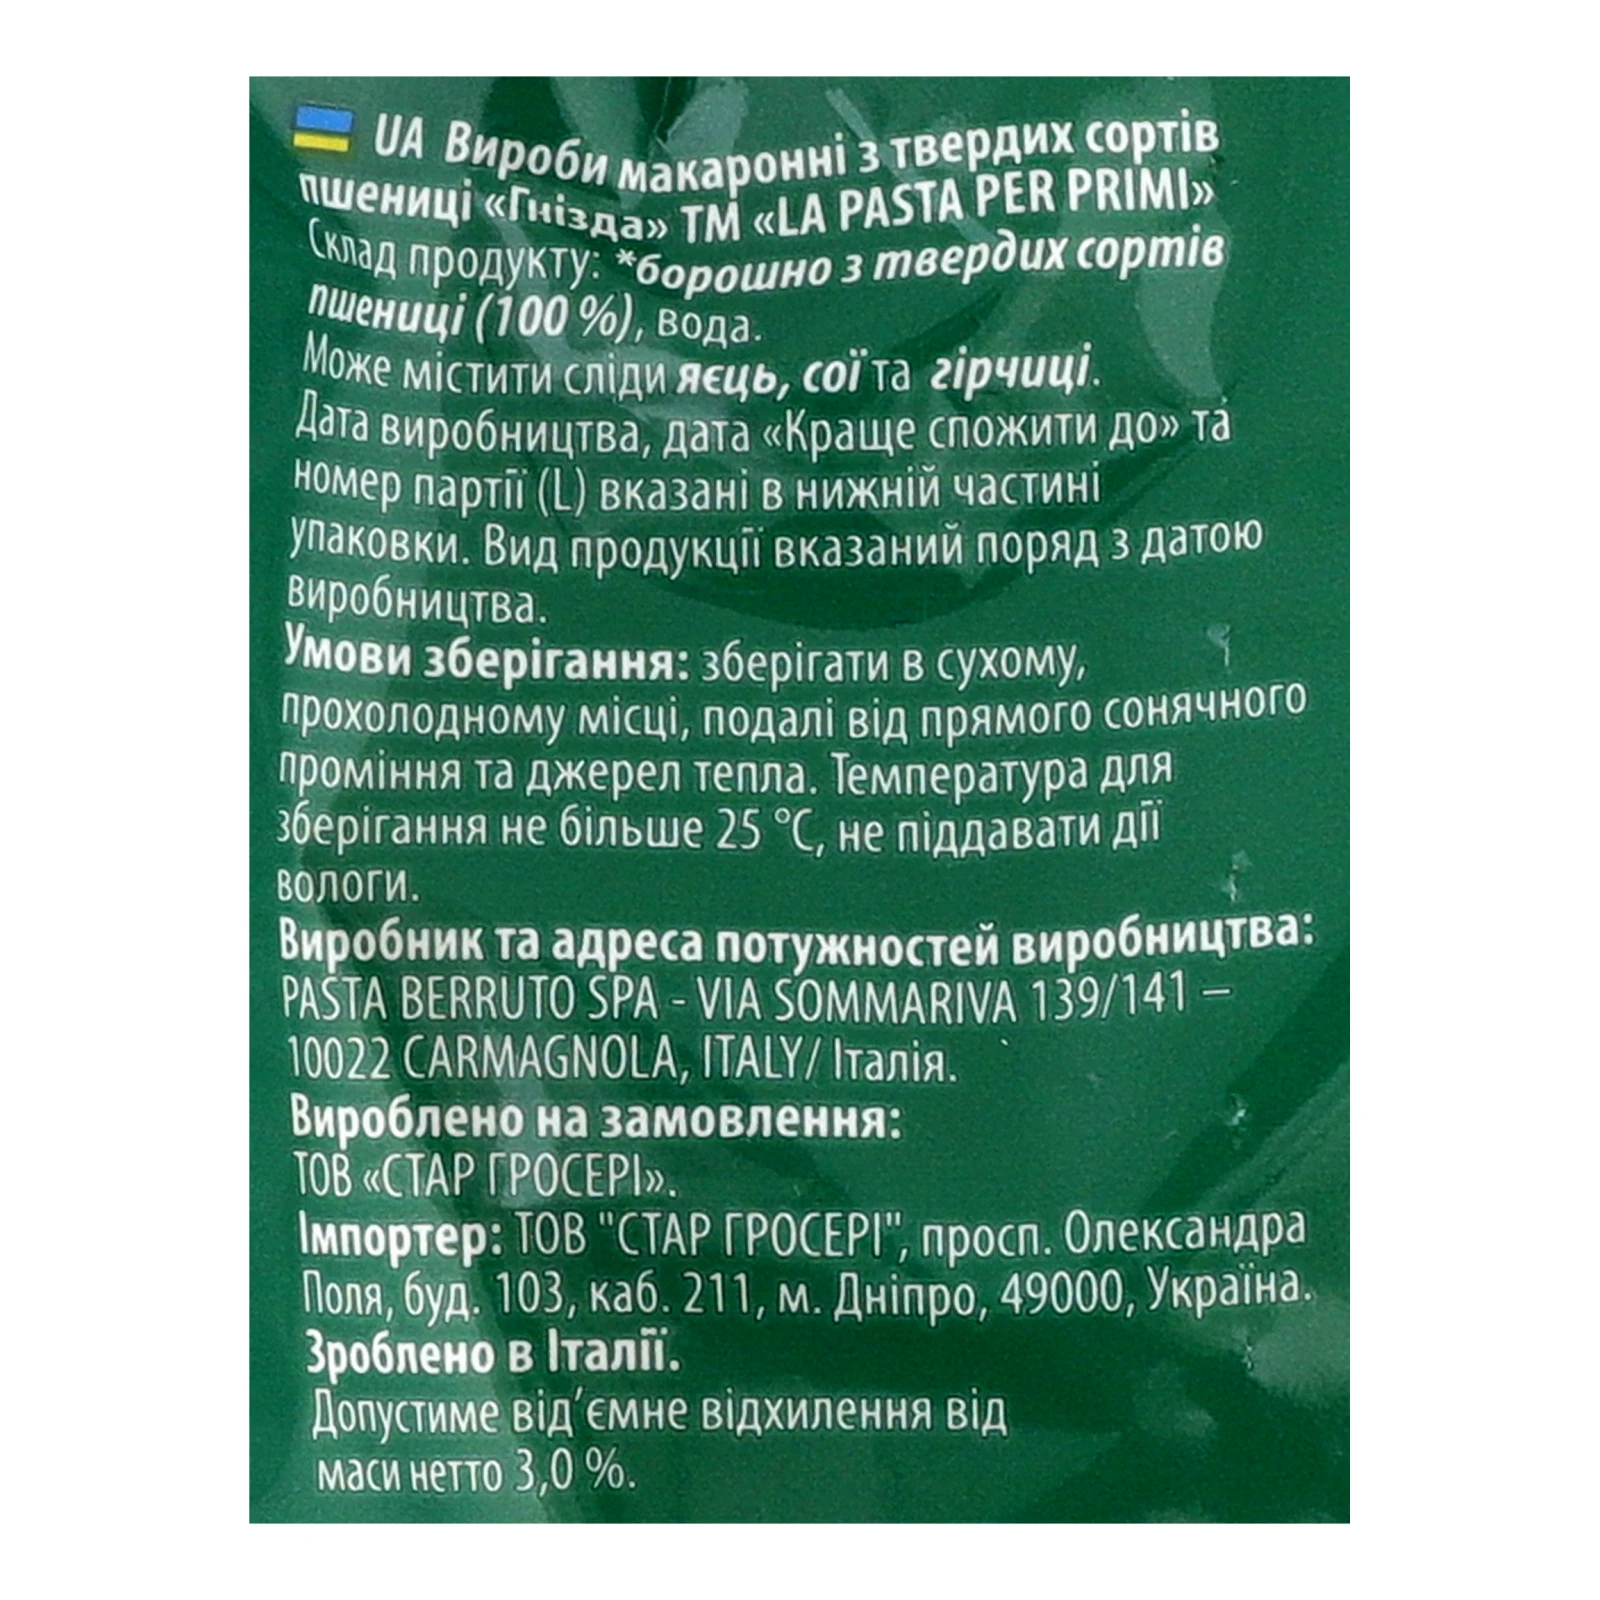 UA Вироби макаронні з твердих сортів
пшениці «Гнізда» ТМ «LA PASTA PER PRIMI»
Склад продукту: *борошно з твердих сортів
пшениці (100 %), вода.
Може містити сліди яєць, сої та гірчиці.
Дата виробництва, дата «Краще спожити до» та
номер партії (L) вказані в нижній частині
упаковки. Вид продукції вказаний поряд з датою
виробництва.
Умови зберігання: зберігати в сухому,
прохолодному місці, подалі від прямого сонячного
проміння та джерел тепла. Температура для
зберігання не більше 25 °С, не піддавати дії
вологи.
Виробник та адреса потужностей виробництва:
PASTA BERRUTO SPA - VIA SOMMARIVA 139/141 –
10022 CARMAGNOLA, ITALY/ Італія.
Вироблено на замовлення:
ТОВ «СТАР ГРОСЕРІ».
Імпортер: ТОВ "СТАР ГРОСЕРІ", просп. Олександра
Поля, буд. 103, каб. 211, м. Дніпро, 49000, Україна.
Зроблено в Італії.
Допустиме від’ємне відхилення від
маси нетто 3,0 %.